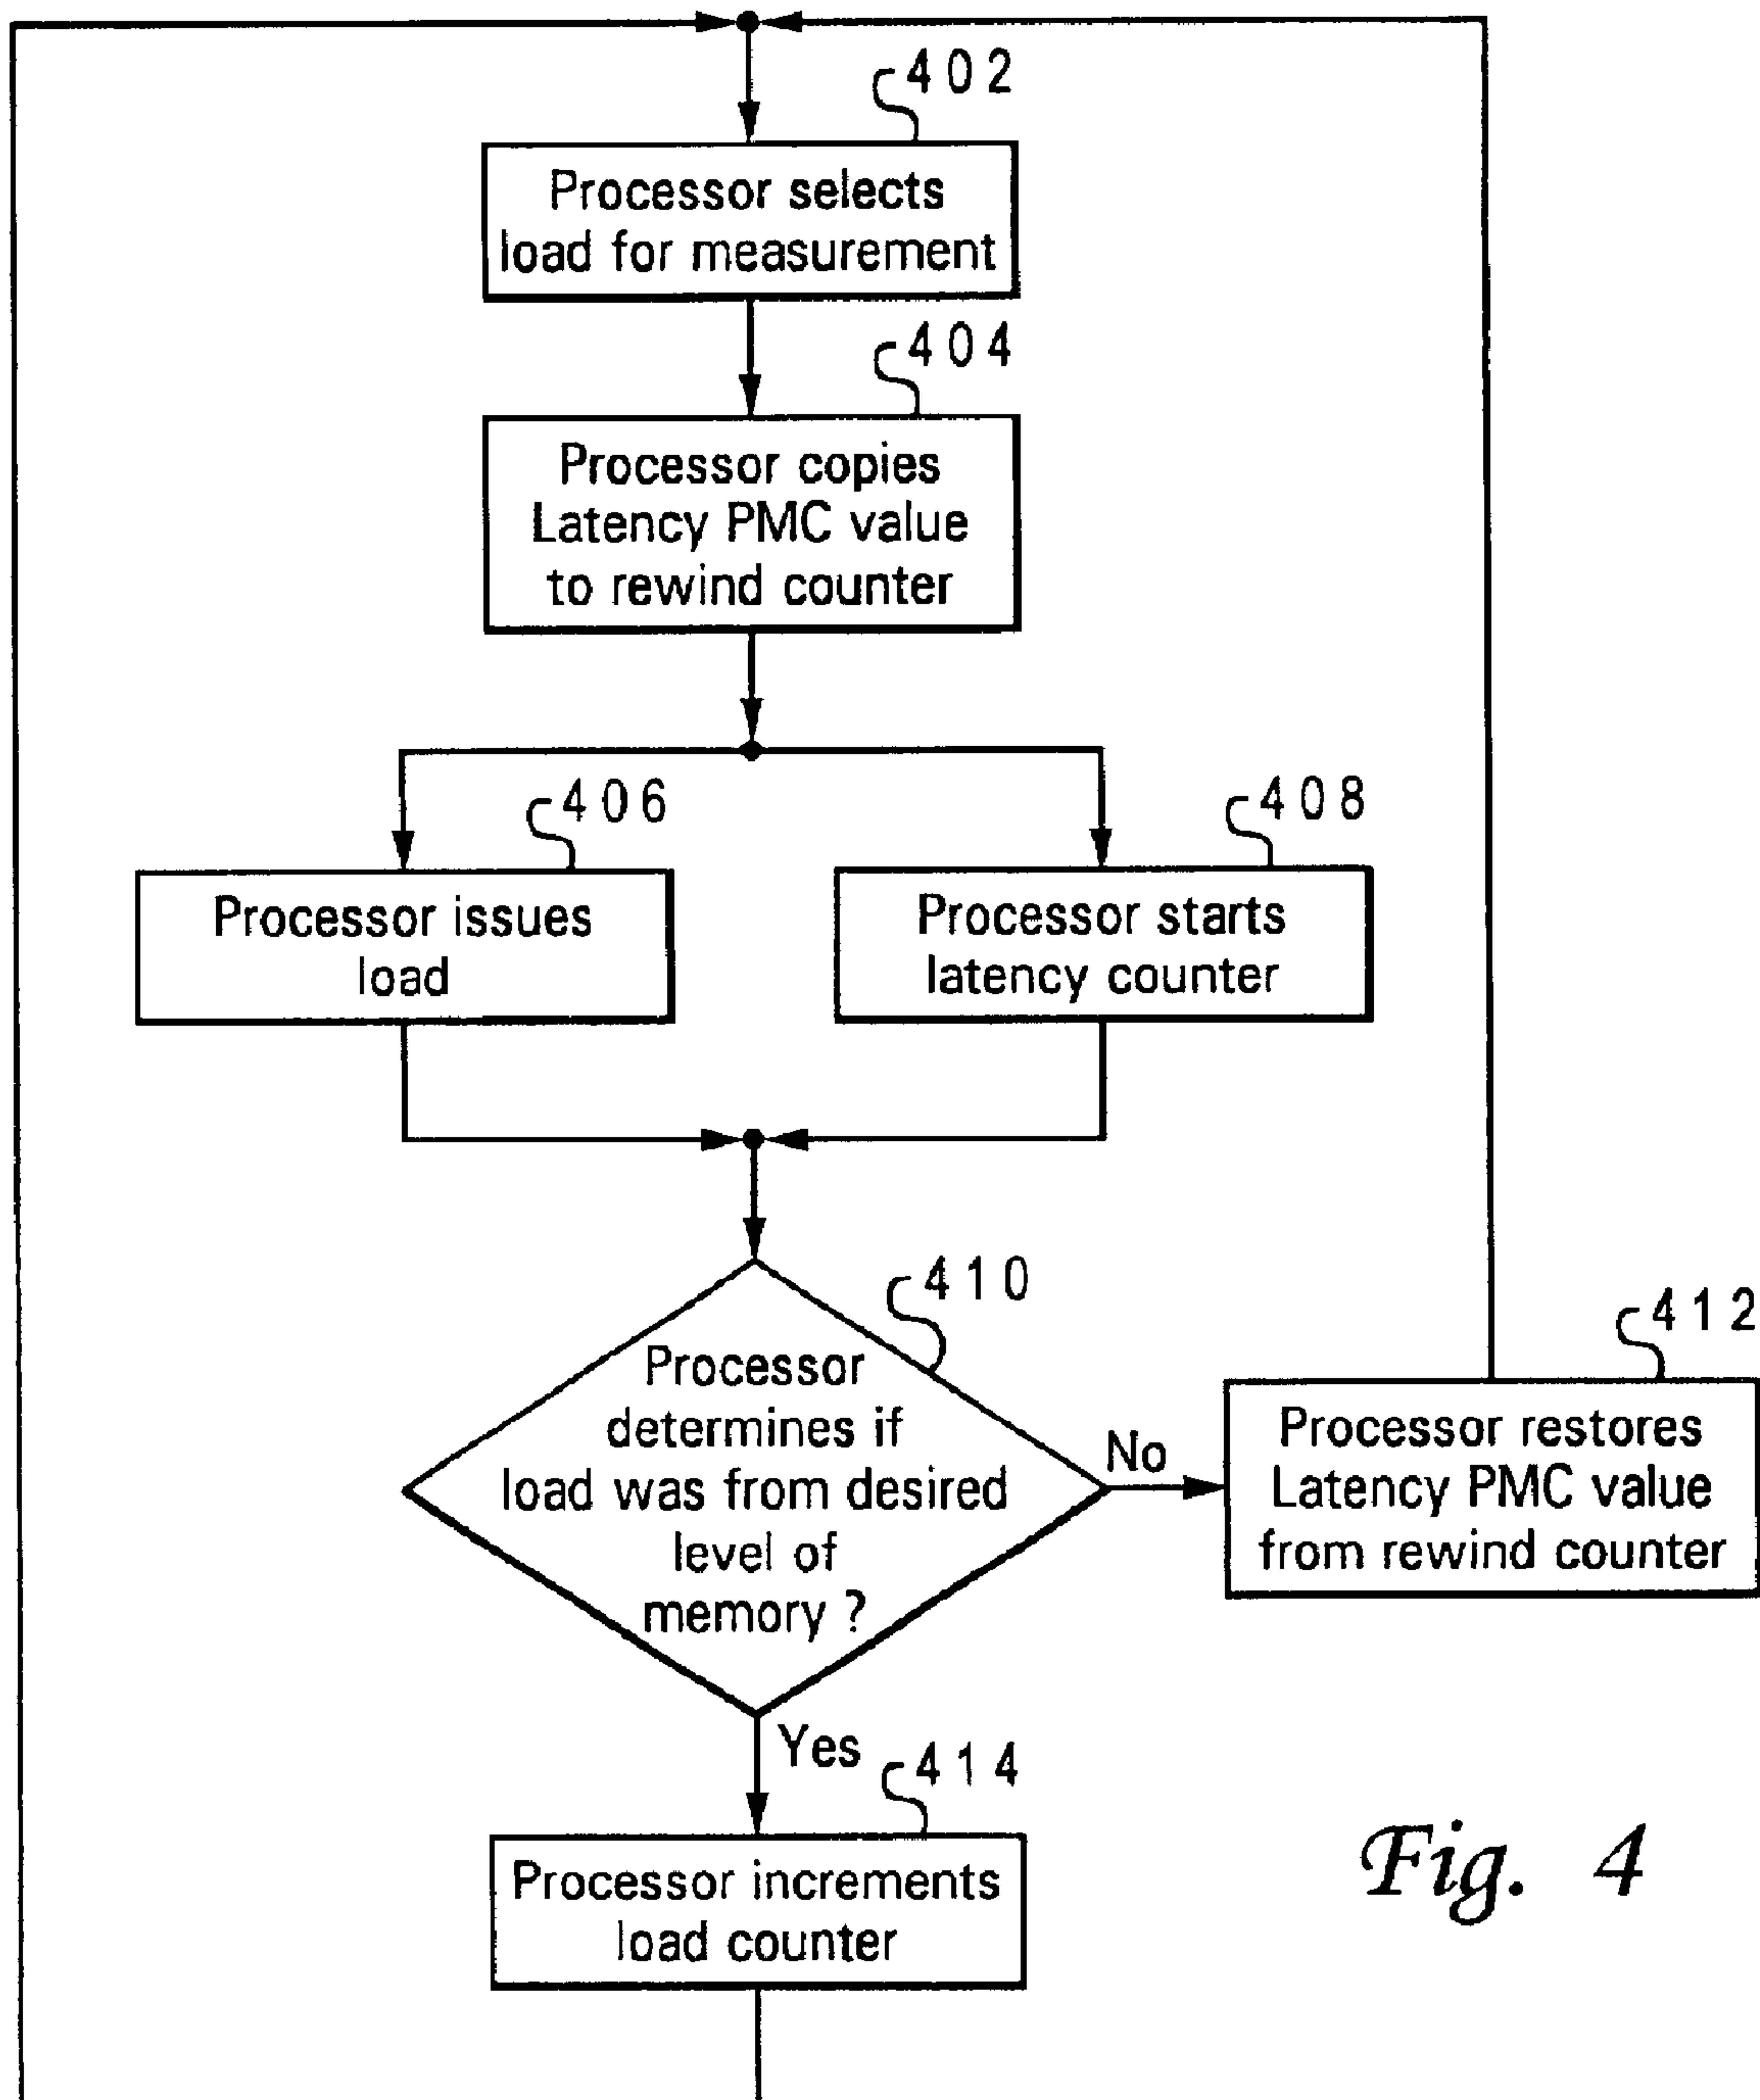 402
Processor selects
load for measurement
404
Processor copies
Latency PMC value
to rewind counter
406
Processor issues
load
408
Processor starts
latency counter
410
Processor
determines if
load was from desired
level of
memory ?
No
412
Processor restores
Latency PMC value
from rewind counter
Yes
414
Processor increments
load counter
Fig. 4